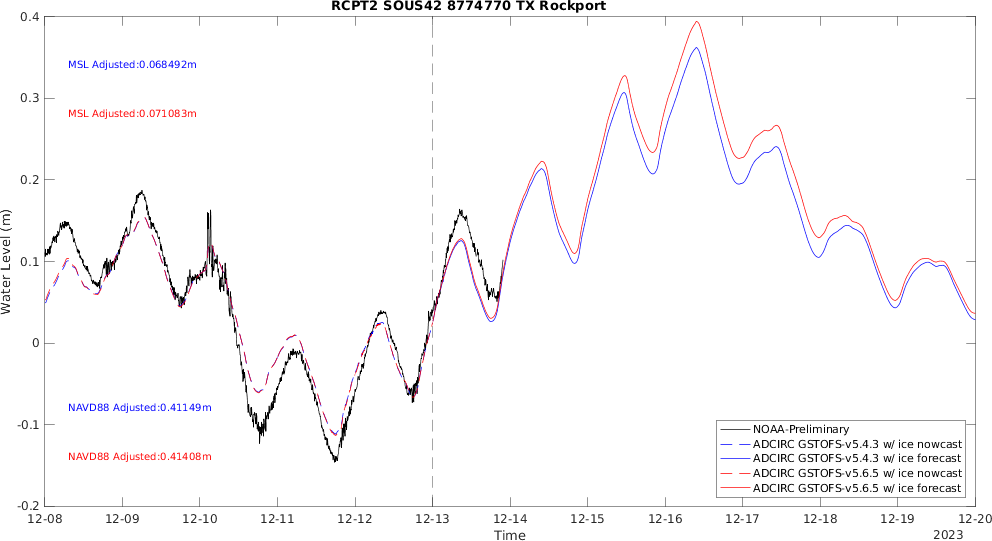 RCPT2 SOUS42 8774770 TX Rockport
0.4
0.3
0.2
0.1
0
-0.1
-0.2
Water Level (m)
MSL Adjusted:0.068492m
MSL Adjusted:0.071083m
NAVD88 Adjusted:0.41149m
NAVD88 Adjusted:0.41408m
NOAA-Preliminary
ADCIRC GSTOFS-v5.4.3 w/ ice nowcast
ADCIRC GSTOFS-v5.4.3 w/ ice forecast
ADCIRC GSTOFS-v5.6.5 w/ ice nowcast
ADCIRC GSTOFS-v5.6.5 w/ ice forecast
12-08 12-09 12-10 12-11 12-12 12-13 12-14 12-15 12-16 12-17 12-18 12-19 12-20
Time
2023